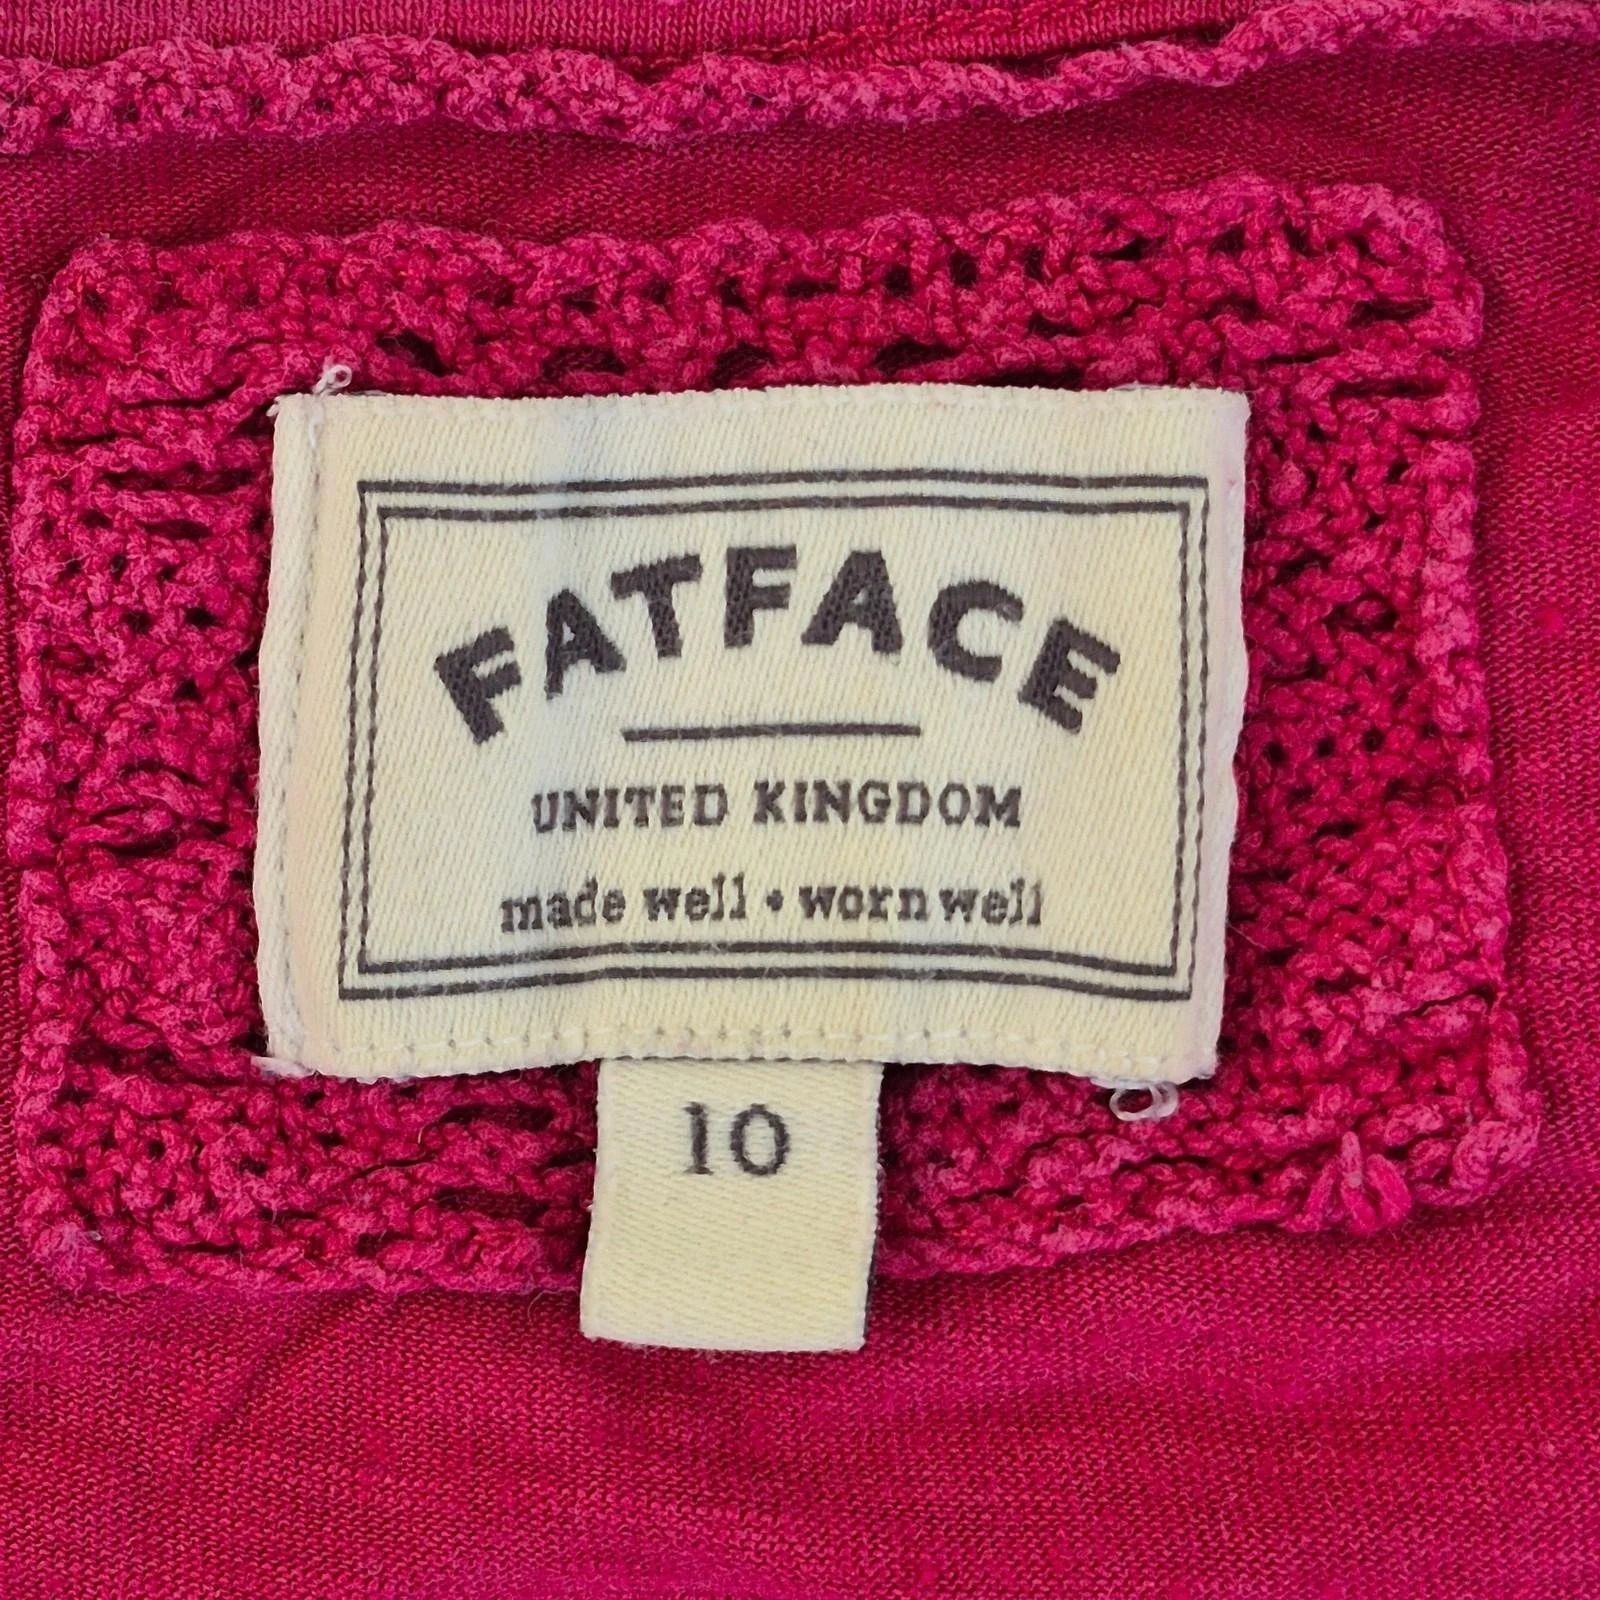 FATFACE
UNITED KINGDOM
made well • worn well
10